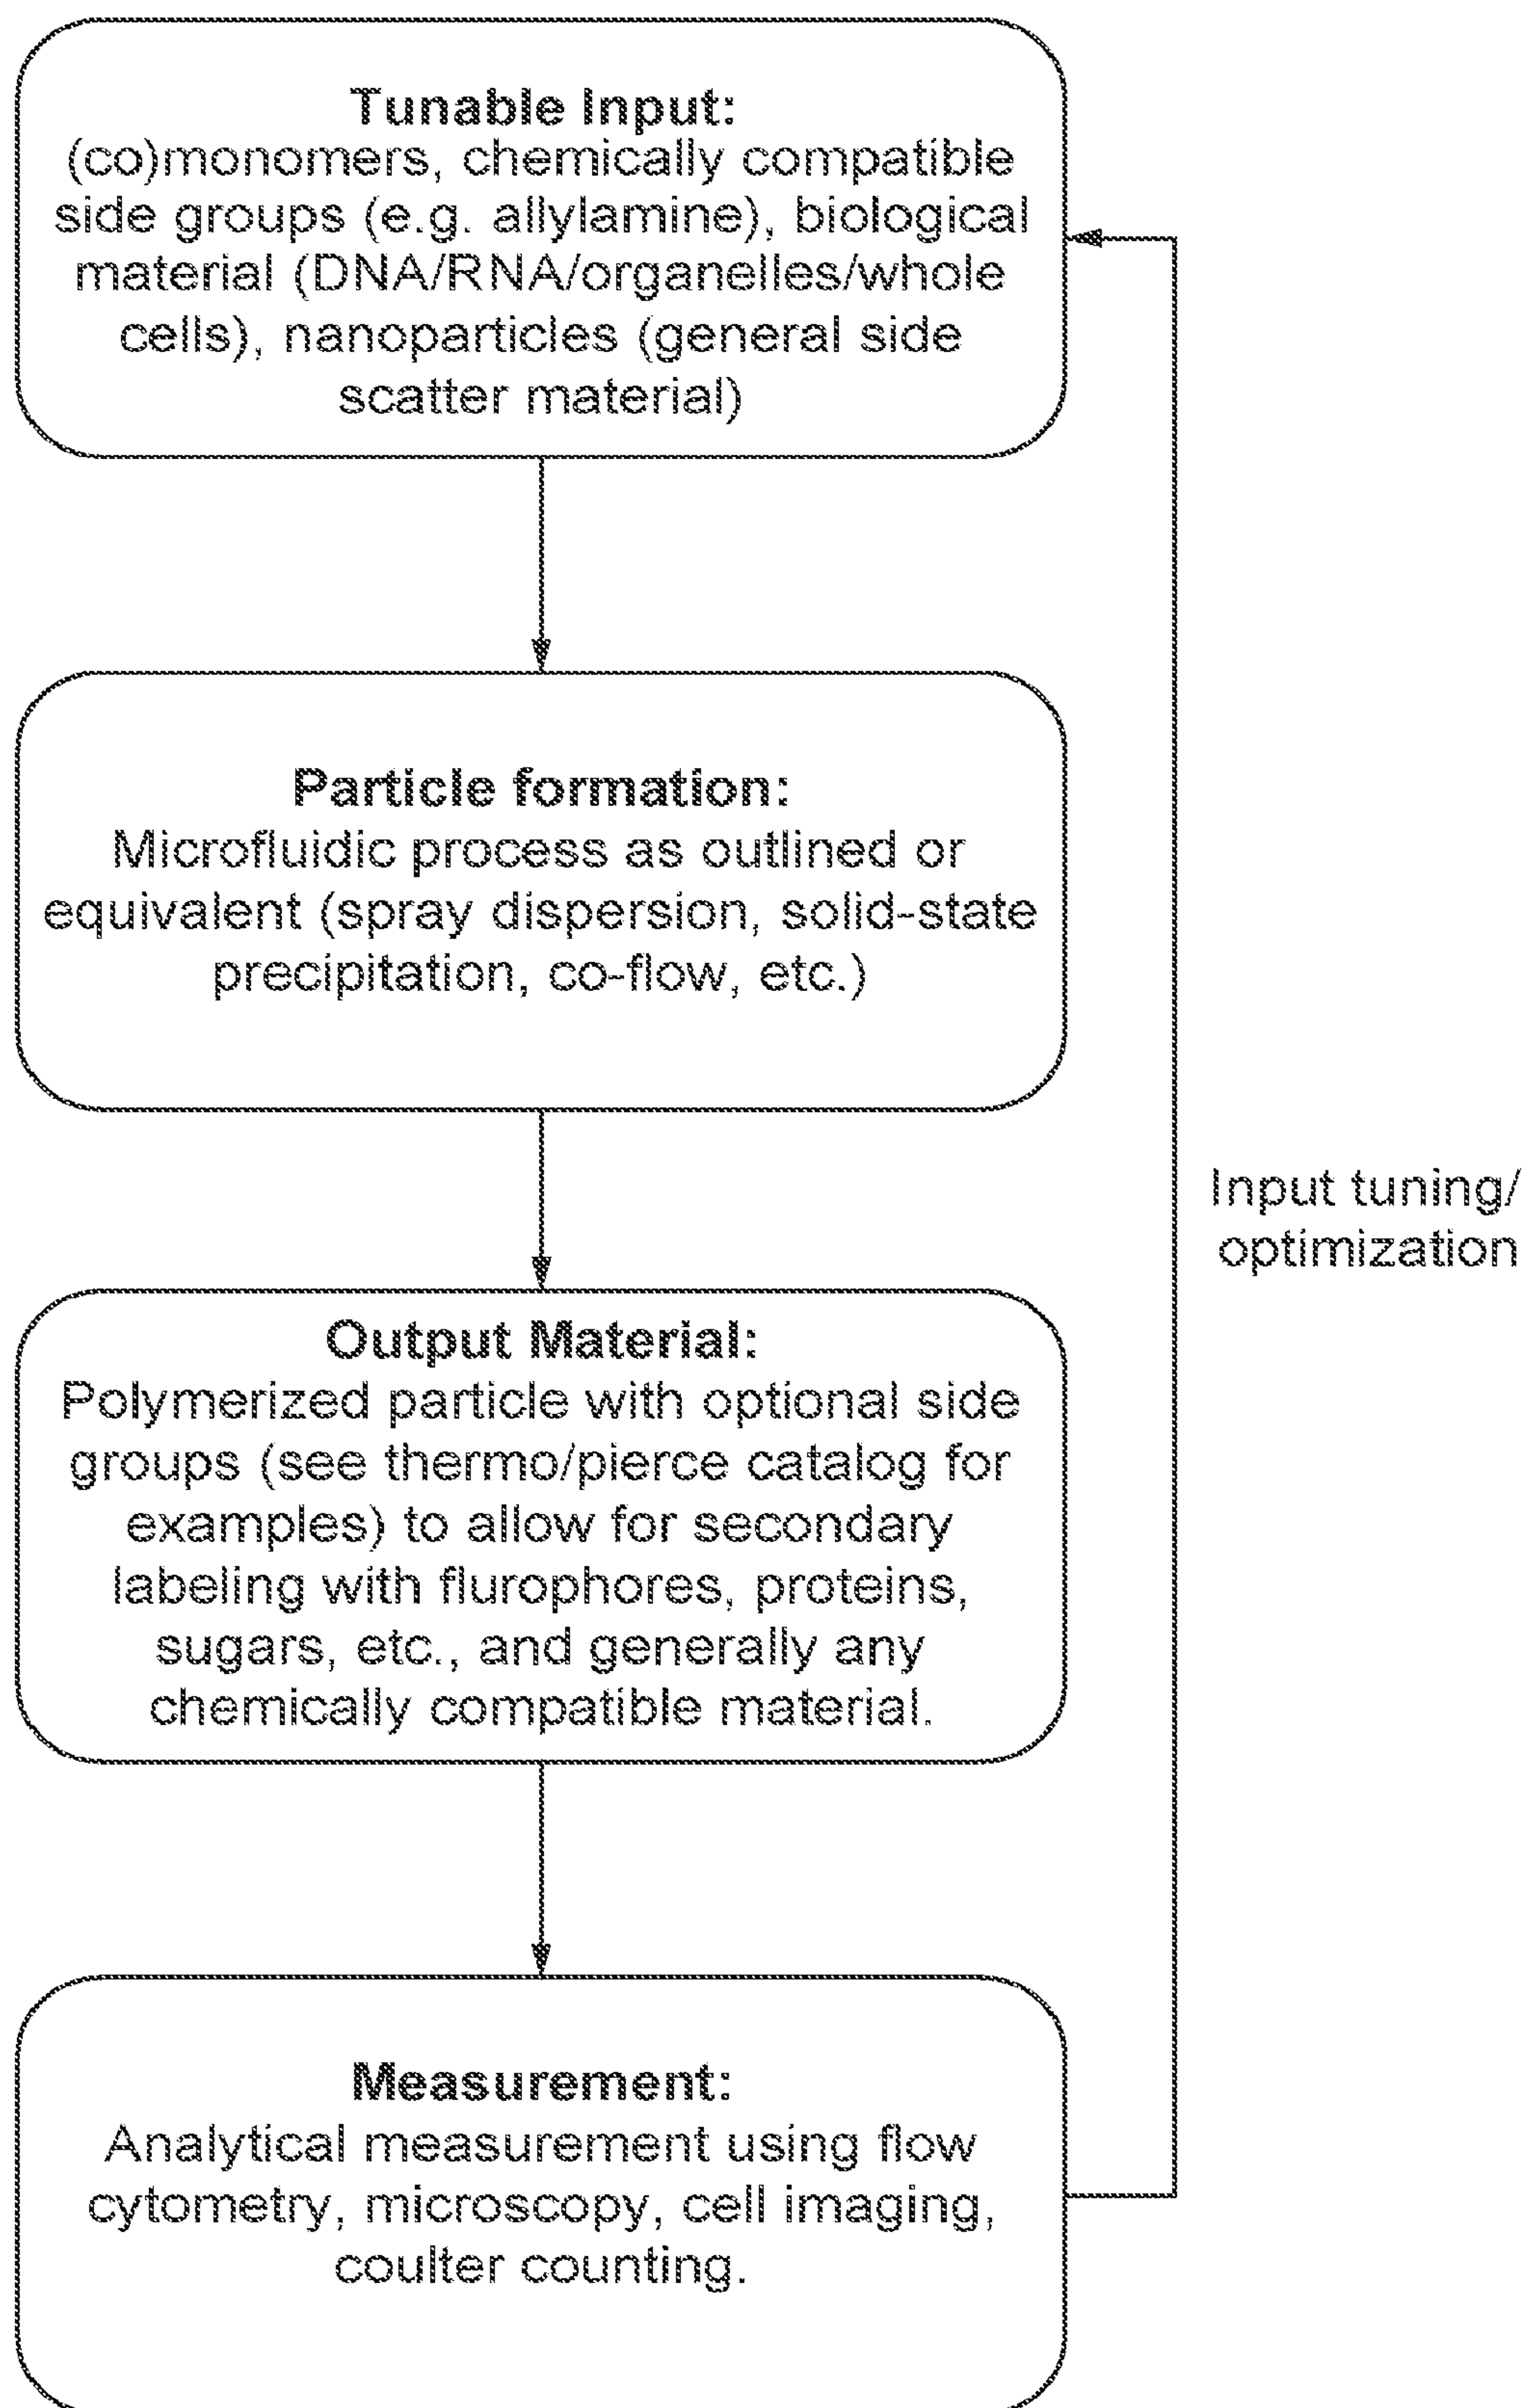 Tunable Input:
(co)monomers, chemically compatible
side groups (e.g. allylamine), biological
material (DNA/RNA/organelles/whole
cells), nanoparticles (general side
scatter material)
Particle formation:
Microfluidic process as outlined or
equivalent (spray dispersion, solid-state
precipitation, co-flow, etc.)
Input tuning/
optimization
Output Material:
Polymerized particle with optional side
groups (see thermo/pierce catalog for
examples) to allow for secondary
labeling with flurophores, proteins,
sugars, etc., and generally any
chemically compatible material.
Measurement:
Analytical measurement using flow
cytometry, microscopy, cell imaging,
coulter counting.